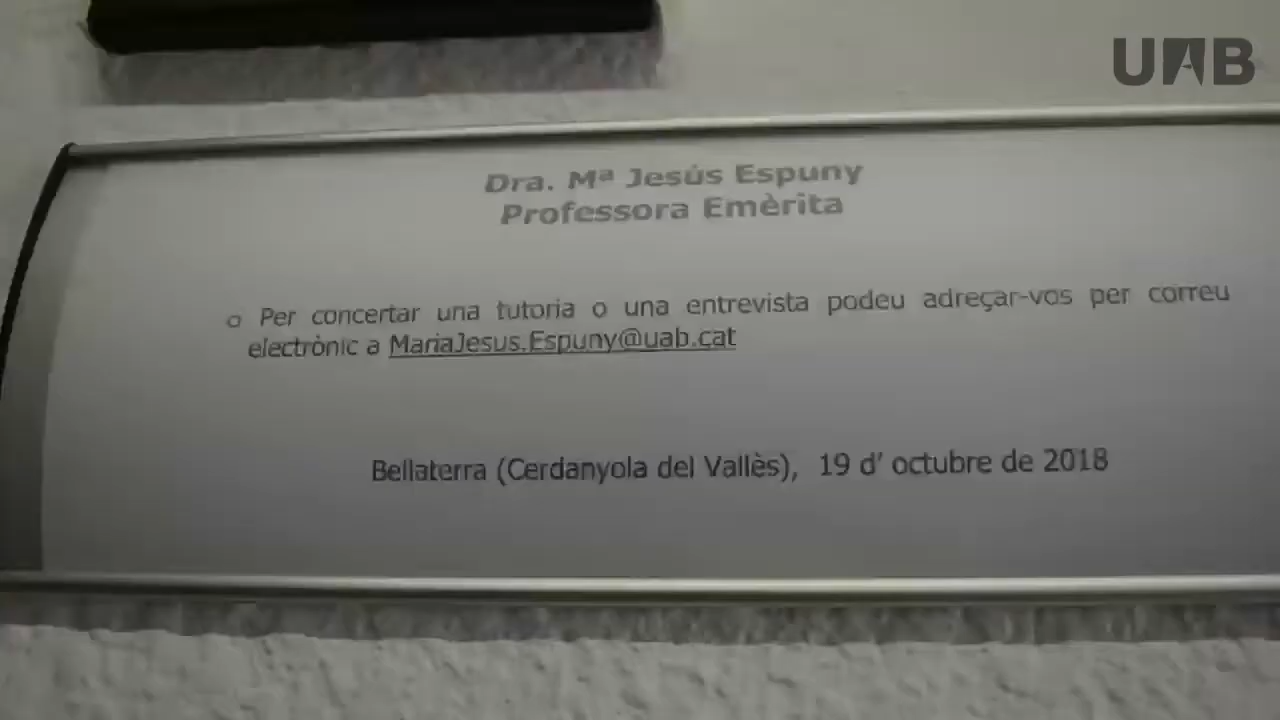 UAB
Dra. Mª Jesús Espuny
Professora Emèrita
o Per concertar una tutoria o una entrevista podeu adreçar-vos per correu
electrònic a MariaJesus.Espuny@uab.cat
Bellaterra (Cerdanyola del Vallès), 19 d' octubre de 2018